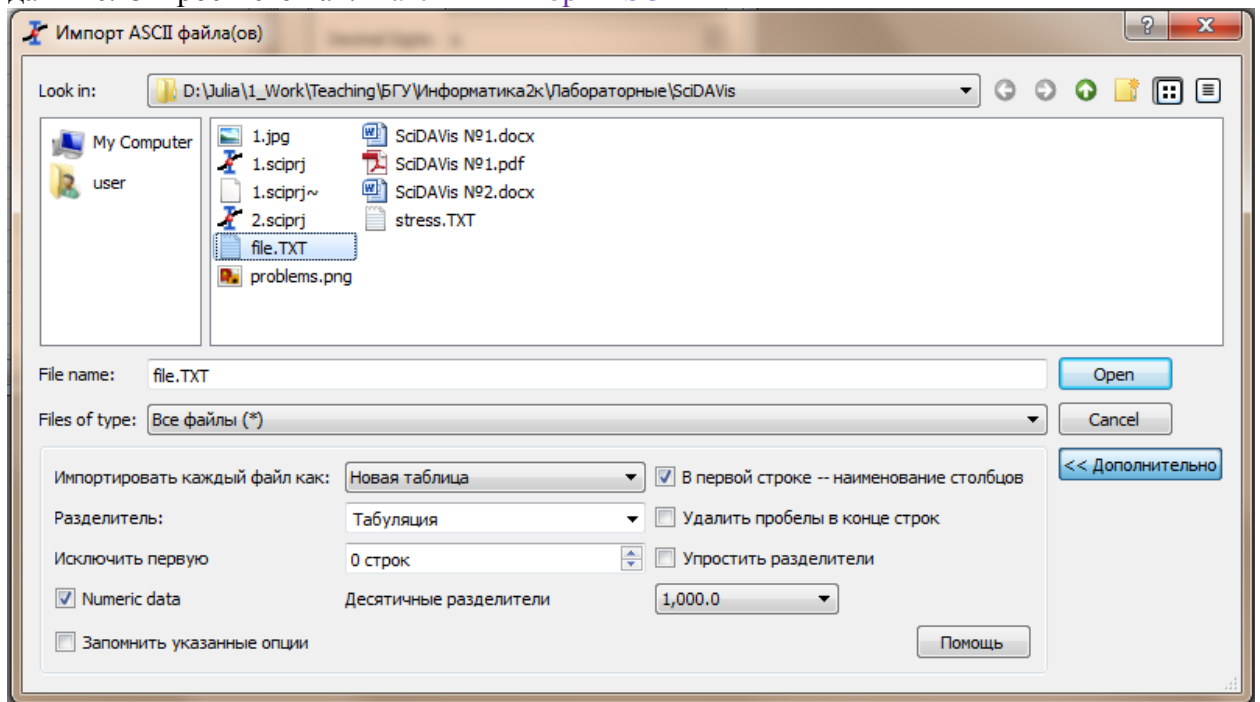 Импорт ASCII файла(ов)
Look in:
D:\Julia\1_Work\Teaching\БГУ\Информатика2к\Лабораторные\SciDAVis
My Computer
user
1.jpg
1.sciprj
1.sciprj~
2.sciprj
file.TXT
problems.png
SciDAVis №1.docx
SciDAVis №1.pdf
SciDAVis №2.docx
stress.TXT
File name: file.TXT Open
Files of type: Все файлы (*) Cancel
<< Дополнительно
Импортировать каждый файл как: Новая таблица В первой строке -- наименование столбцов
Разделитель: Табуляция Удалить пробелы в конце строк
Исключить первую 0 строк Упростить разделители
Numeric data Десятичные разделители 1,000.0
Запомнить указанные опции Помощь